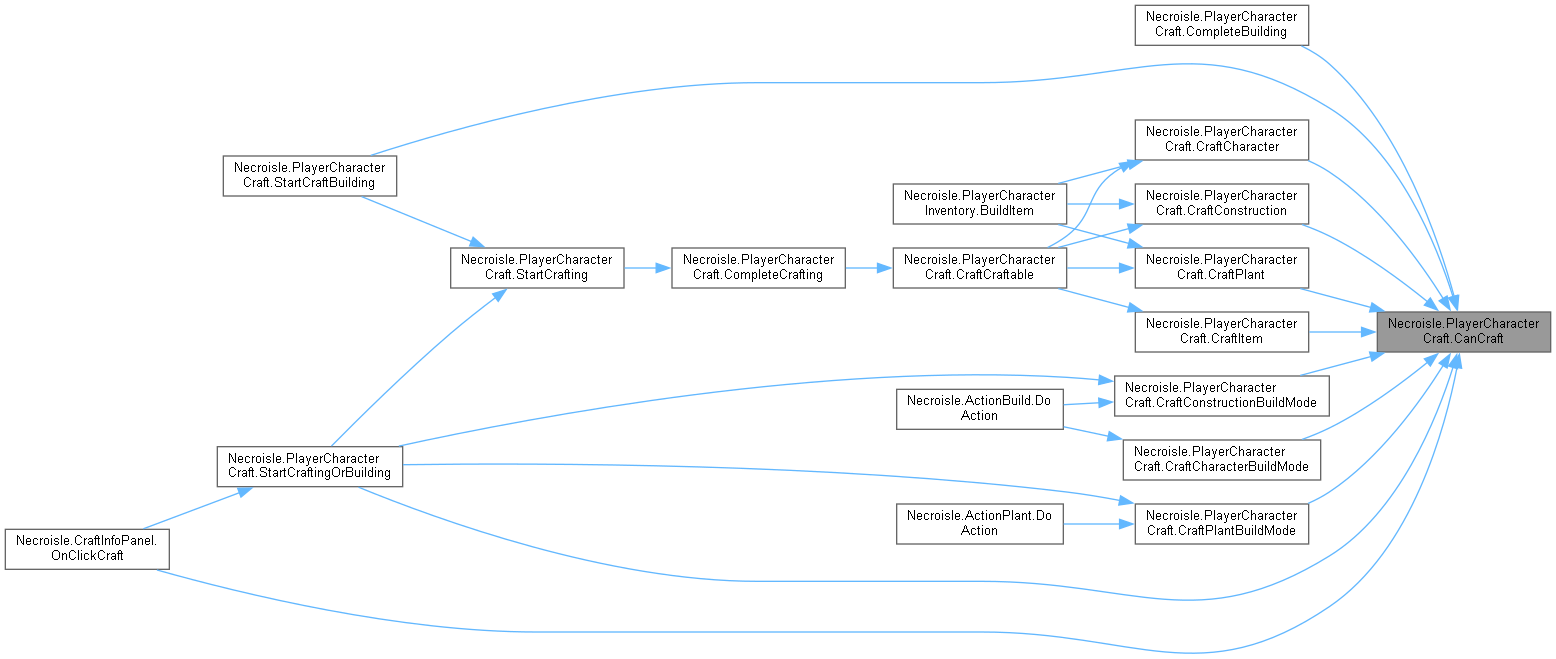 Necroisle.PlayerCharacter
Craft.CompleteBuilding
Necroisle.PlayerCharacter
Craft.CraftCharacter
Necroisle.PlayerCharacter
Craft.StartCraftBuilding
Necroisle.PlayerCharacter
Inventory.BuildItem
Necroisle.PlayerCharacter
Craft.CraftConstruction
Necroisle.PlayerCharacter
Craft.StartCrafting
Necroisle.PlayerCharacter
Craft.CompleteCrafting
Necroisle.PlayerCharacter
Craft.CraftCraftable
Necroisle.PlayerCharacter
Craft.CraftPlant
Necroisle.PlayerCharacter
Craft.CraftItem
Necroisle.PlayerCharacter
Craft.CanCraft
Necroisle.PlayerCharacter
Craft.CraftConstructionBuildMode
Necroisle.ActionBuild.Do
Action
Necroisle.PlayerCharacter
Craft.CraftCharacterBuildMode
Necroisle.PlayerCharacter
Craft.StartCraftingOrBuilding
Necroisle.ActionPlant.Do
Action
Necroisle.PlayerCharacter
Craft.CraftPlantBuildMode
Necroisle.CraftInfoPanel.
OnClickCraft